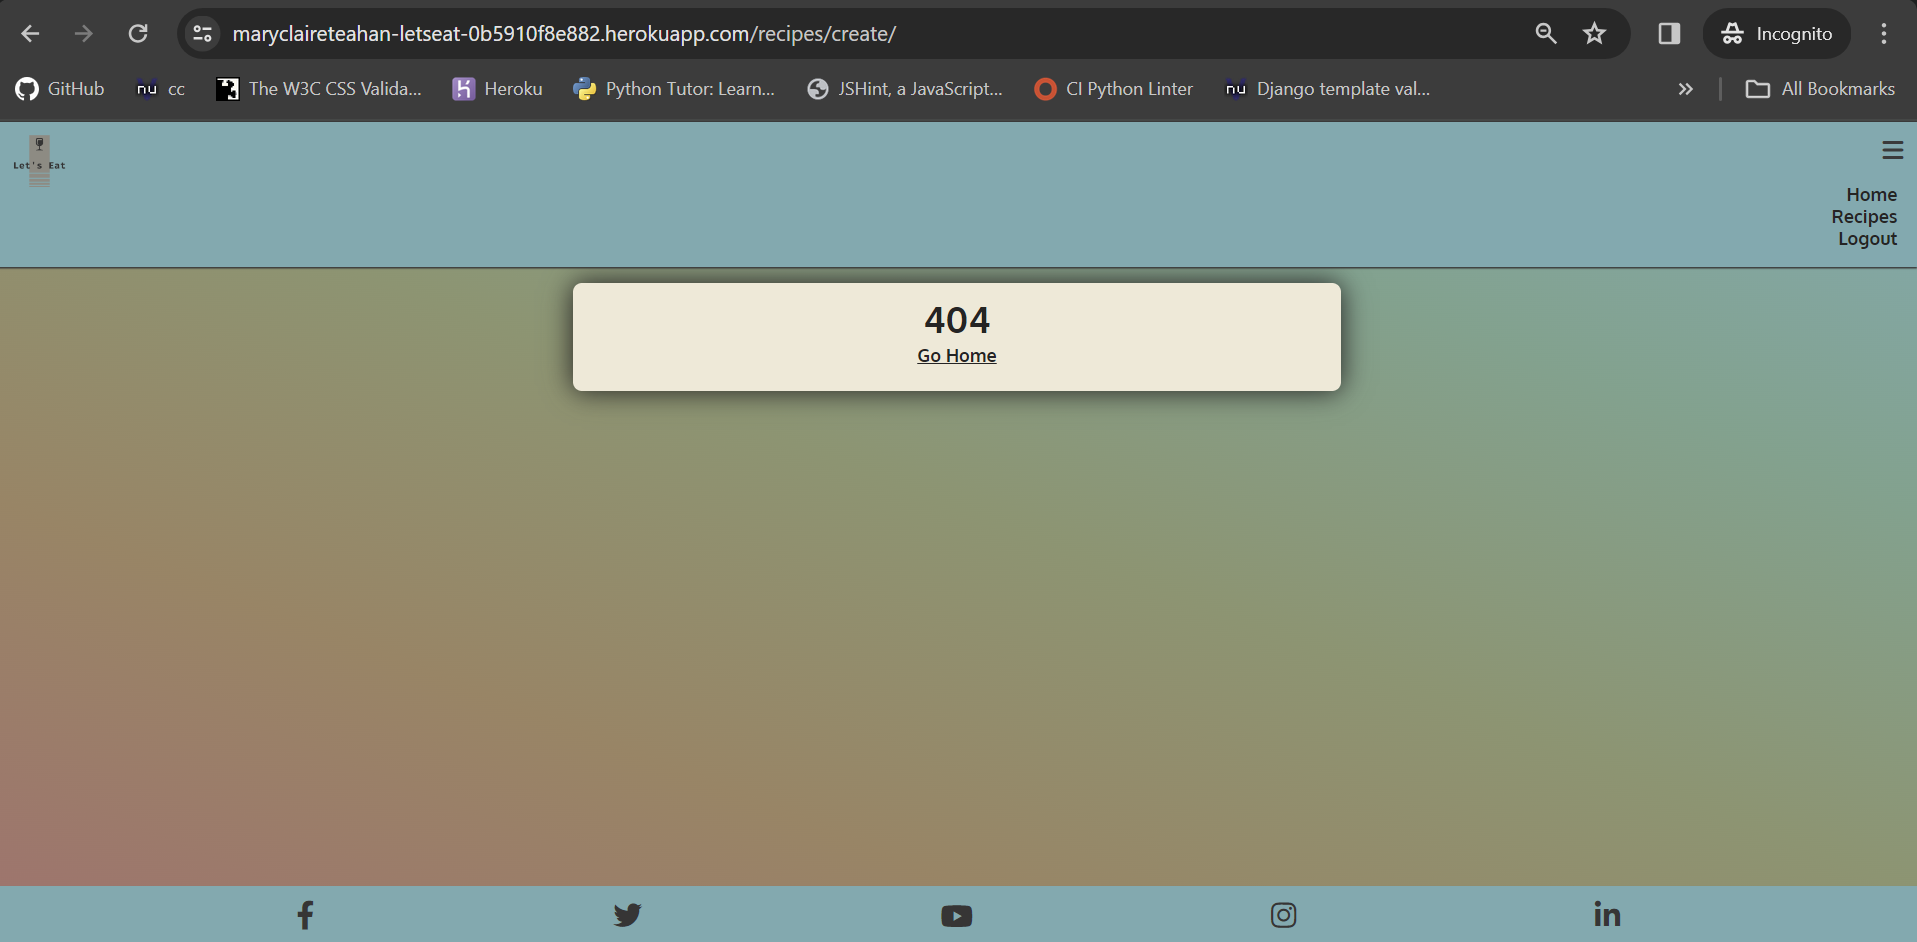 maryclaireteahan-letseat-0b5910f8e882.herokuapp.com/recipes/create/
Incognito
GitHub
nu cc
The W3C CSS Valida...
Heroku
Python Tutor: Learn...
JSHint, a JavaScript...
CI Python Linter
nu Django template val...
All Bookmarks
Let's Eat
Home
Recipes
Logout
404
Go Home